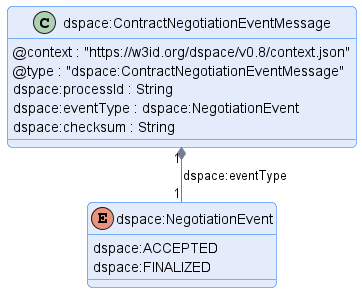 C dspace:ContractNegotiationEventMessage
@context : "https://w3id.org/dspace/v0.8/context.json"
@type : "dspace:ContractNegotiationEventMessage"
dspace:processId : String
dspace:eventType : dspace:NegotiationEvent
dspace:checksum : String
1
dspace:eventType
1
E dspace:NegotiationEvent
dspace:ACCEPTED
dspace:FINALIZED